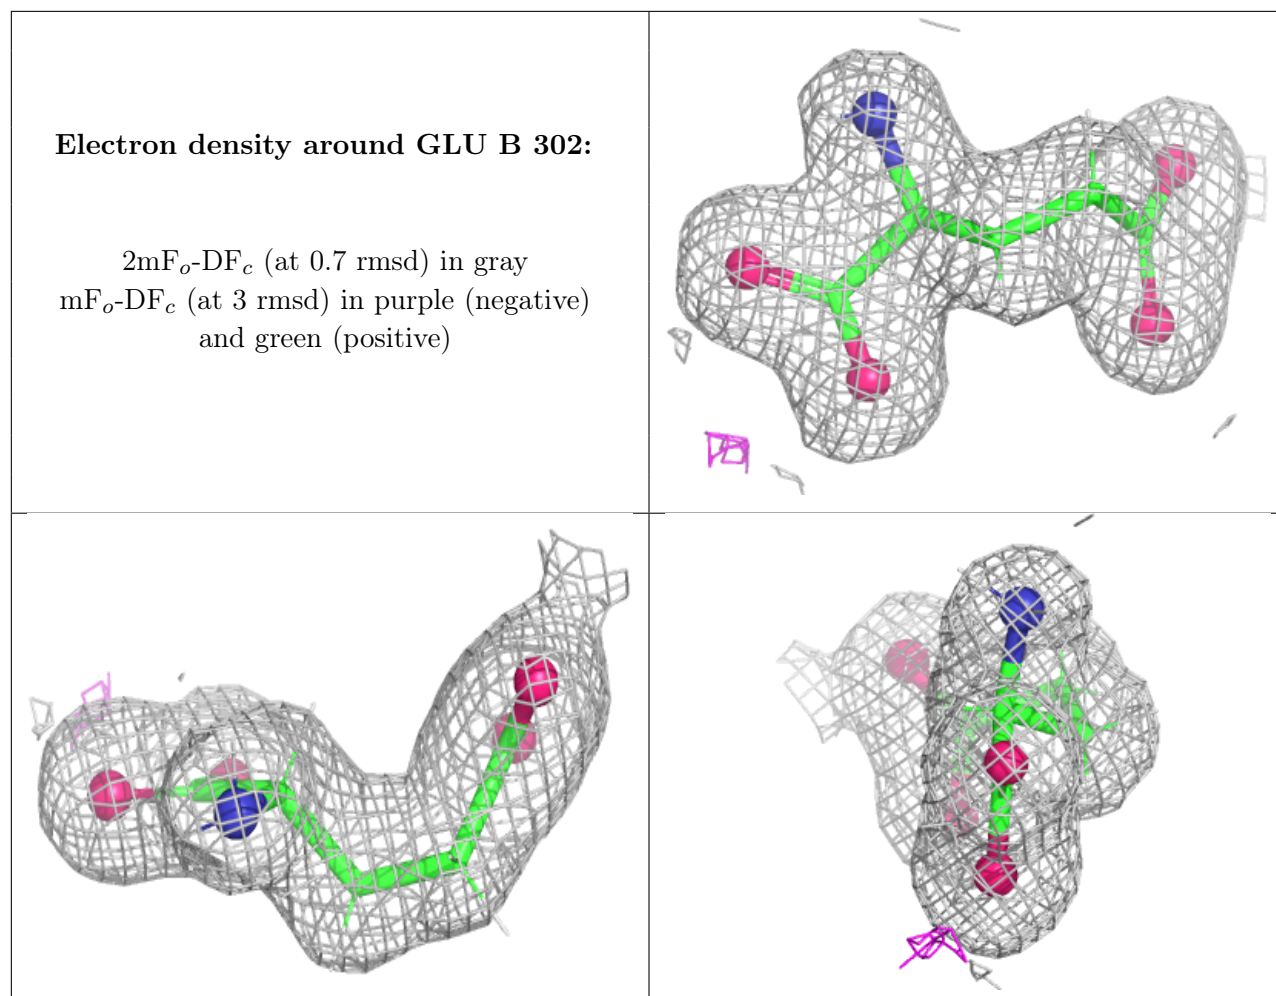 Electron density around GLU B 302:
2mFo-DFc (at 0.7 rmsd) in gray
mFo-DFc (at 3 rmsd) in purple (negative)
and green (positive)